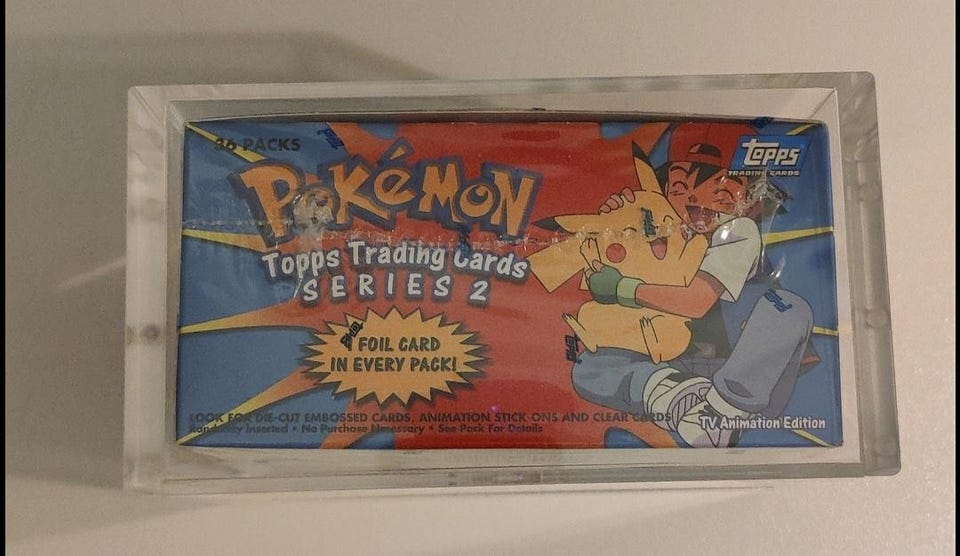 36 PACKS
topps
TRADING CARDS
POKéMON
Topps Trading Cards
SERIES 2
FOIL CARD
IN EVERY PACK!
LOOK FOR DIE-CUT EMBOSSED CARDS, ANIMATION STICK-ONS AND CLEAR CARDS
Randomly Inserted • No Purchase Necessary • See Pack For Details
TV Animation Edition